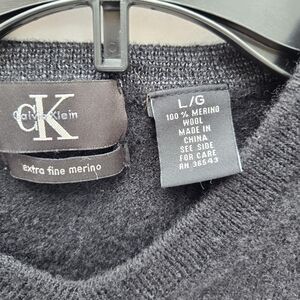 cK
Calvin Klein
extra fine merino
L/G
100% MERINO
WOOL
MADE IN
CHINA
SEE SIDE
FOR CARE
RN 36543